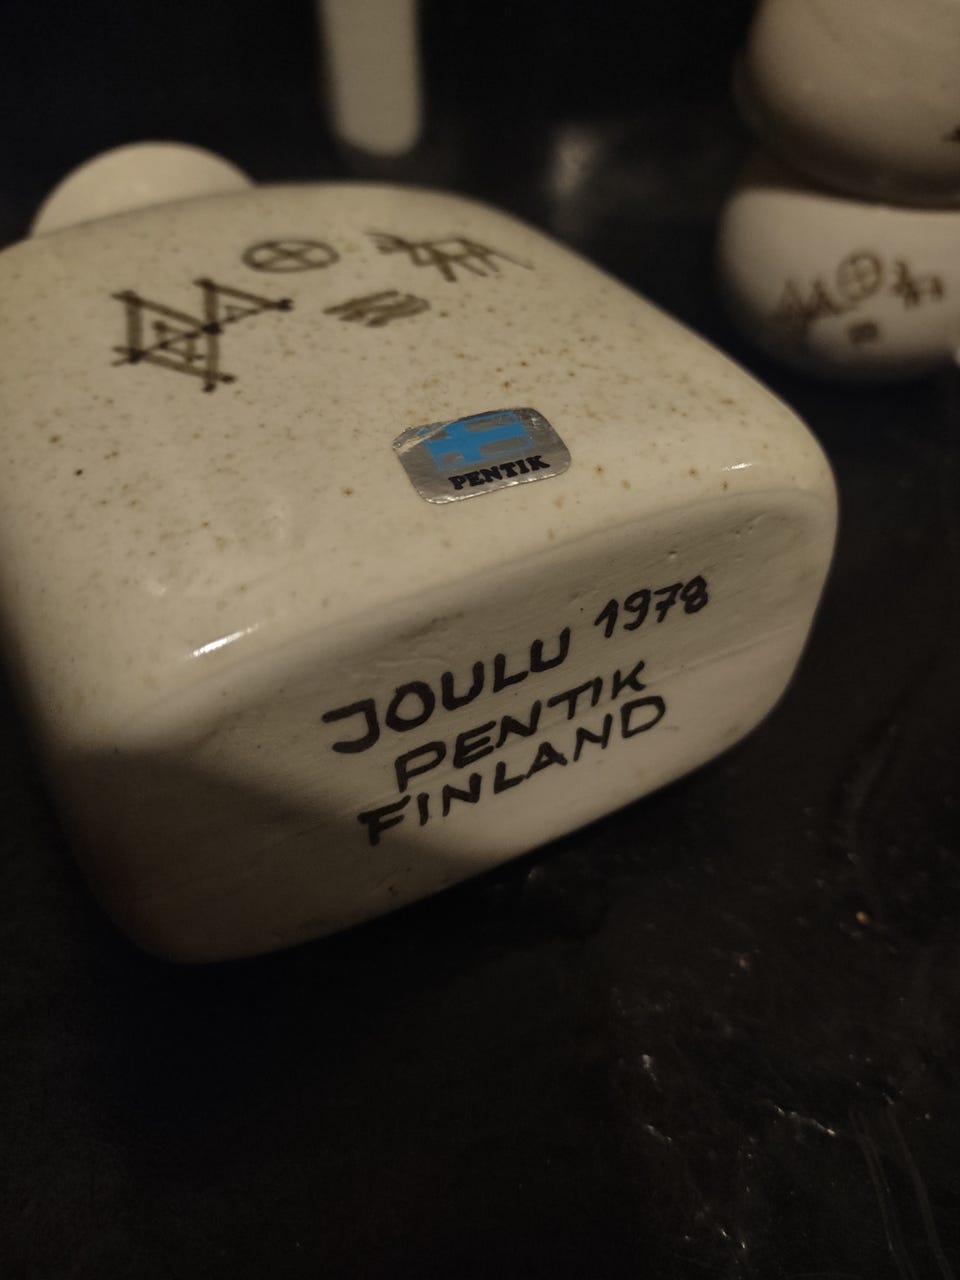 PENTIK
JOULU 1978
PENTIK
FINLAND